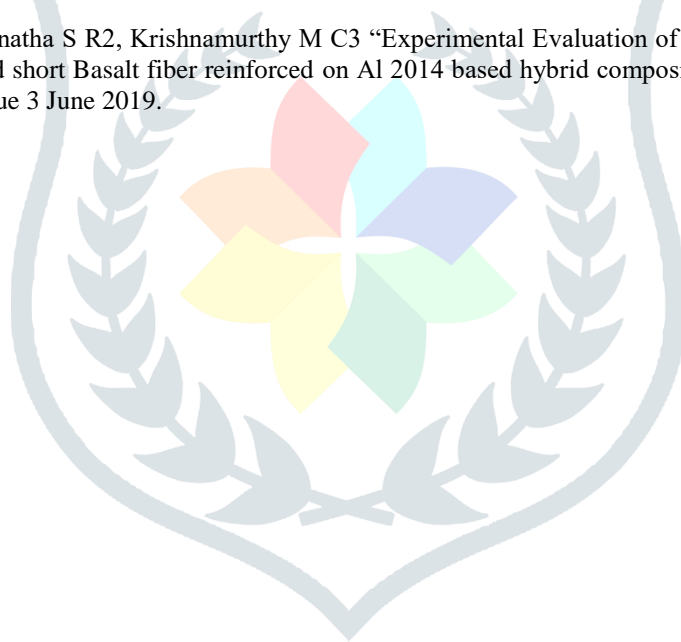 natha S R2, Krishnamurthy M C3 “Experimental Evaluation of
d short Basalt fiber reinforced on Al 2014 based hybrid compos
ue 3 June 2019.